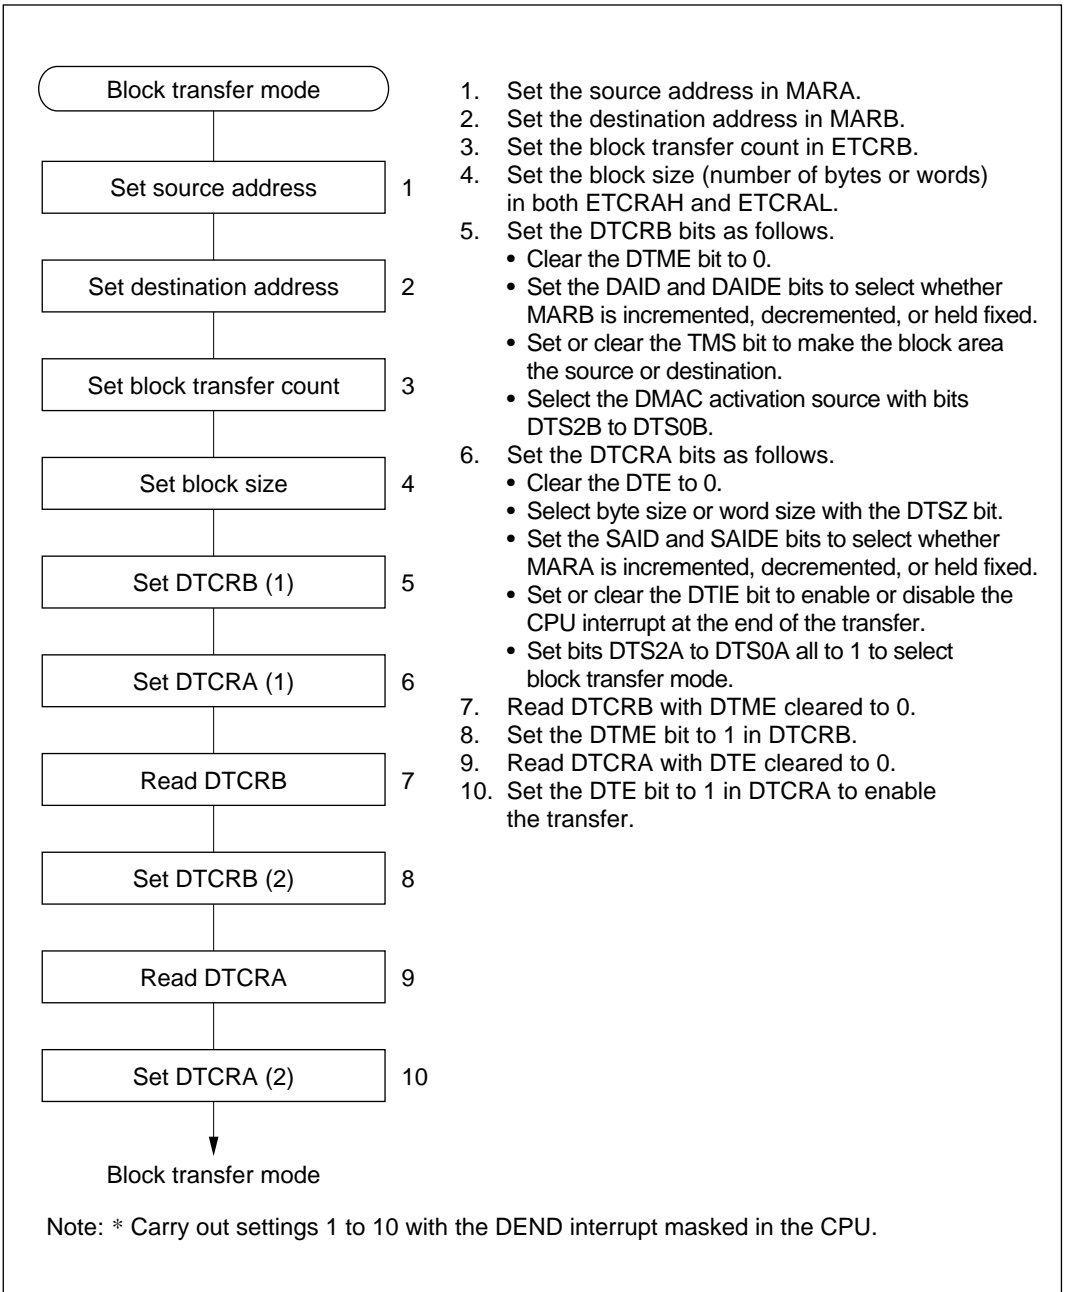 Block transfer mode
Set source address 1
Set destination address 2
Set block transfer count 3
Set block size 4
Set DTCRB (1) 5
Set DTCRA (1) 6
Read DTCRB 7
Set DTCRB (2) 8
Read DTCRA 9
Set DTCRA (2) 10
Block transfer mode
1. Set the source address in MARA.
2. Set the destination address in MARB.
3. Set the block transfer count in ETCRB.
4. Set the block size (number of bytes or words)
in both ETCRAH and ETCRAL.
5. Set the DTCRB bits as follows.
• Clear the DTME bit to 0.
• Set the DAID and DAIDE bits to select whether
MARB is incremented, decremented, or held fixed.
• Set or clear the TMS bit to make the block area
the source or destination.
• Select the DMAC activation source with bits
DTS2B to DTS0B.
6. Set the DTCRA bits as follows.
• Clear the DTE to 0.
• Select byte size or word size with the DTSZ bit.
• Set the SAID and SAIDE bits to select whether
MARA is incremented, decremented, or held fixed.
• Set or clear the DTIE bit to enable or disable the
CPU interrupt at the end of the transfer.
• Set bits DTS2A to DTS0A all to 1 to select
block transfer mode.
7. Read DTCRB with DTME cleared to 0.
8. Set the DTME bit to 1 in DTCRB.
9. Read DTCRA with DTE cleared to 0.
10. Set the DTE bit to 1 in DTCRA to enable
the transfer.
Note: * Carry out settings 1 to 10 with the DEND interrupt masked in the CPU.